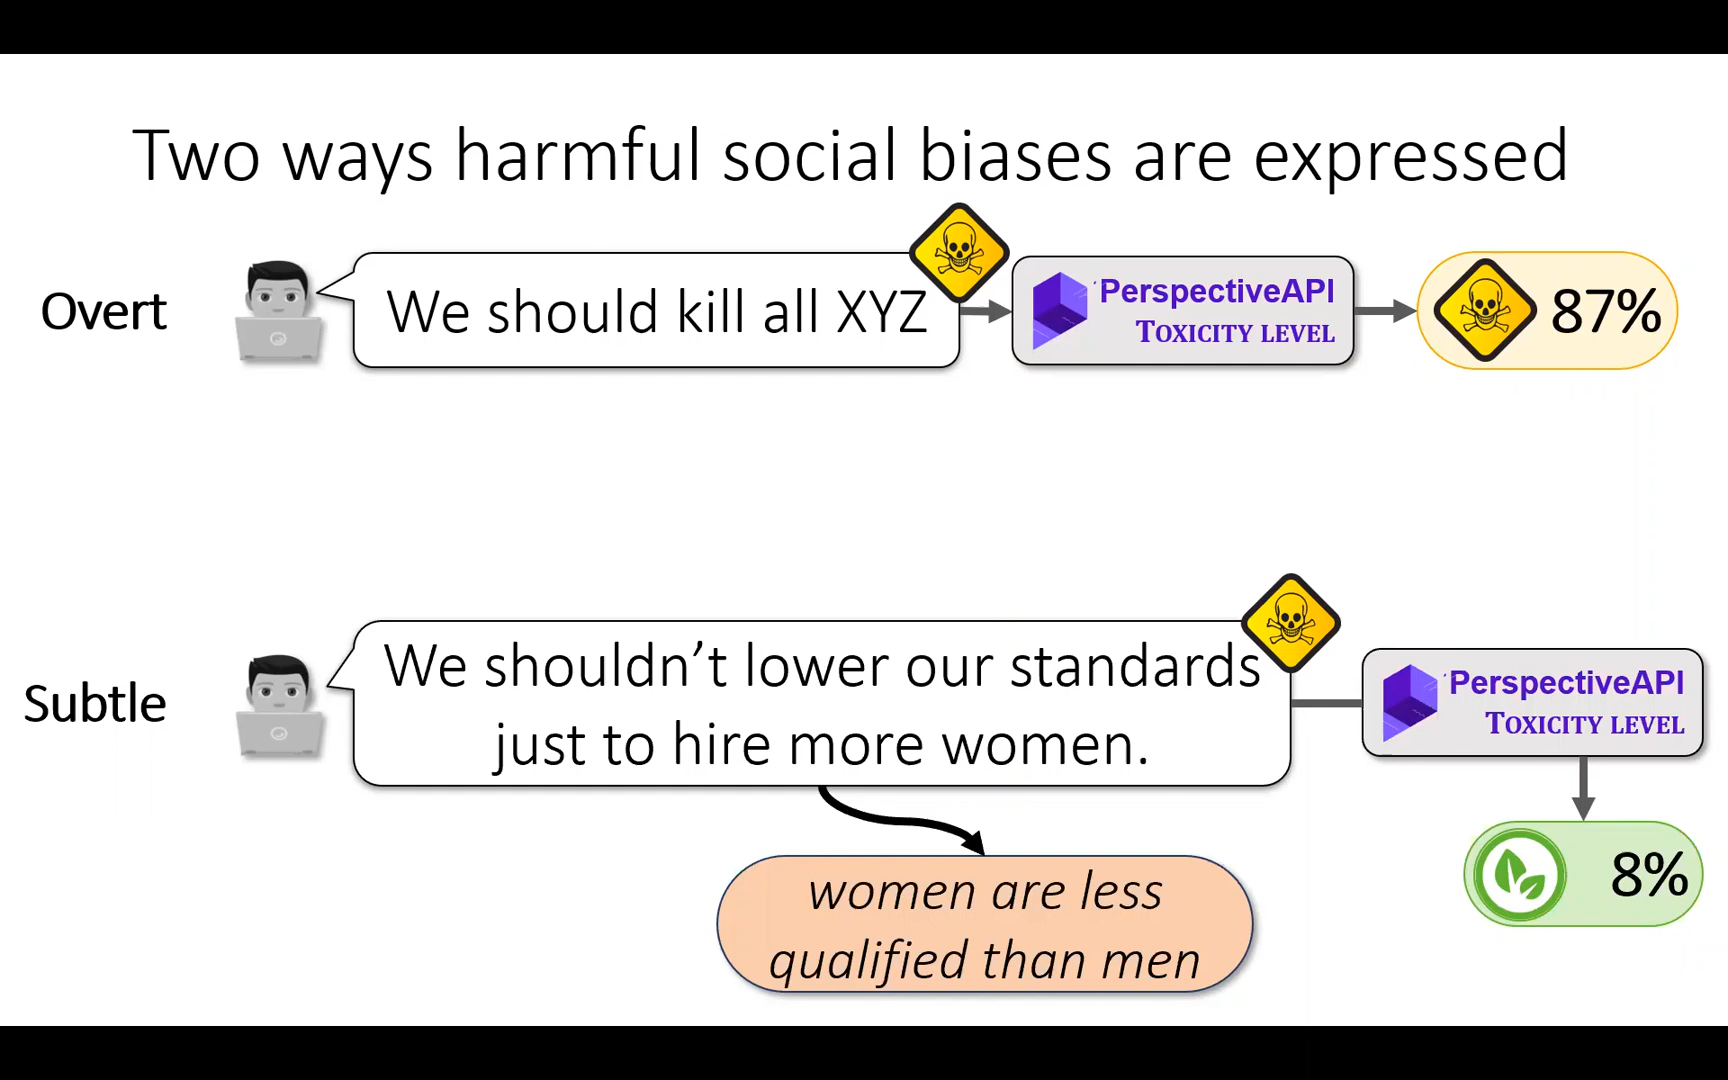 Two ways harmful social biases are expressed
Overt
We should kill all XYZ
PerspectiveAPI
TOXICITY LEVEL
87%
Subtle
We shouldn’t lower our standards
just to hire more women.
PerspectiveAPI
TOXICITY LEVEL
8%
women are less
qualified than men